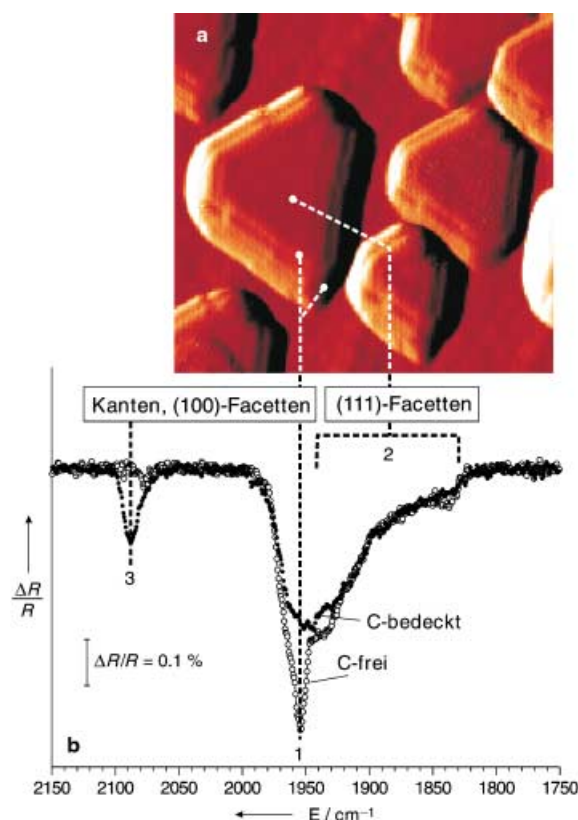 a
Kanten, (100)-Facetten
(111)-Facetten
2
3
C-bedeckt
C-frei
ΔR/R
ΔR/R = 0.1 %
b
1
2150 2100 2050 2000 1950 1900 1850 1800 1750
E / cm⁻¹